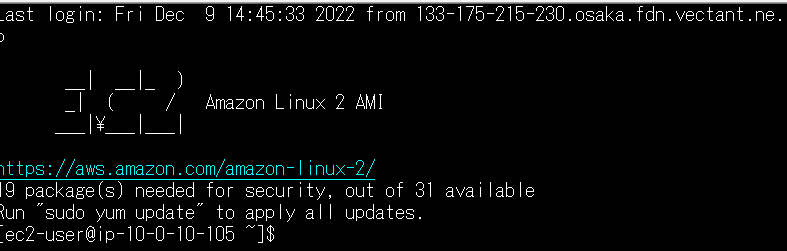 Last login: Fri Dec  9 14:45:33 2022 from 133-175-215-230.osaka.fdn.vectant.ne.
p

       __|  __|_  )
       _|  (     /   Amazon Linux 2 AMI
      ___|¥___|___|

https://aws.amazon.com/amazon-linux-2/
19 package(s) needed for security, out of 31 available
Run "sudo yum update" to apply all updates.
[ec2-user@ip-10-0-10-105 ~]$